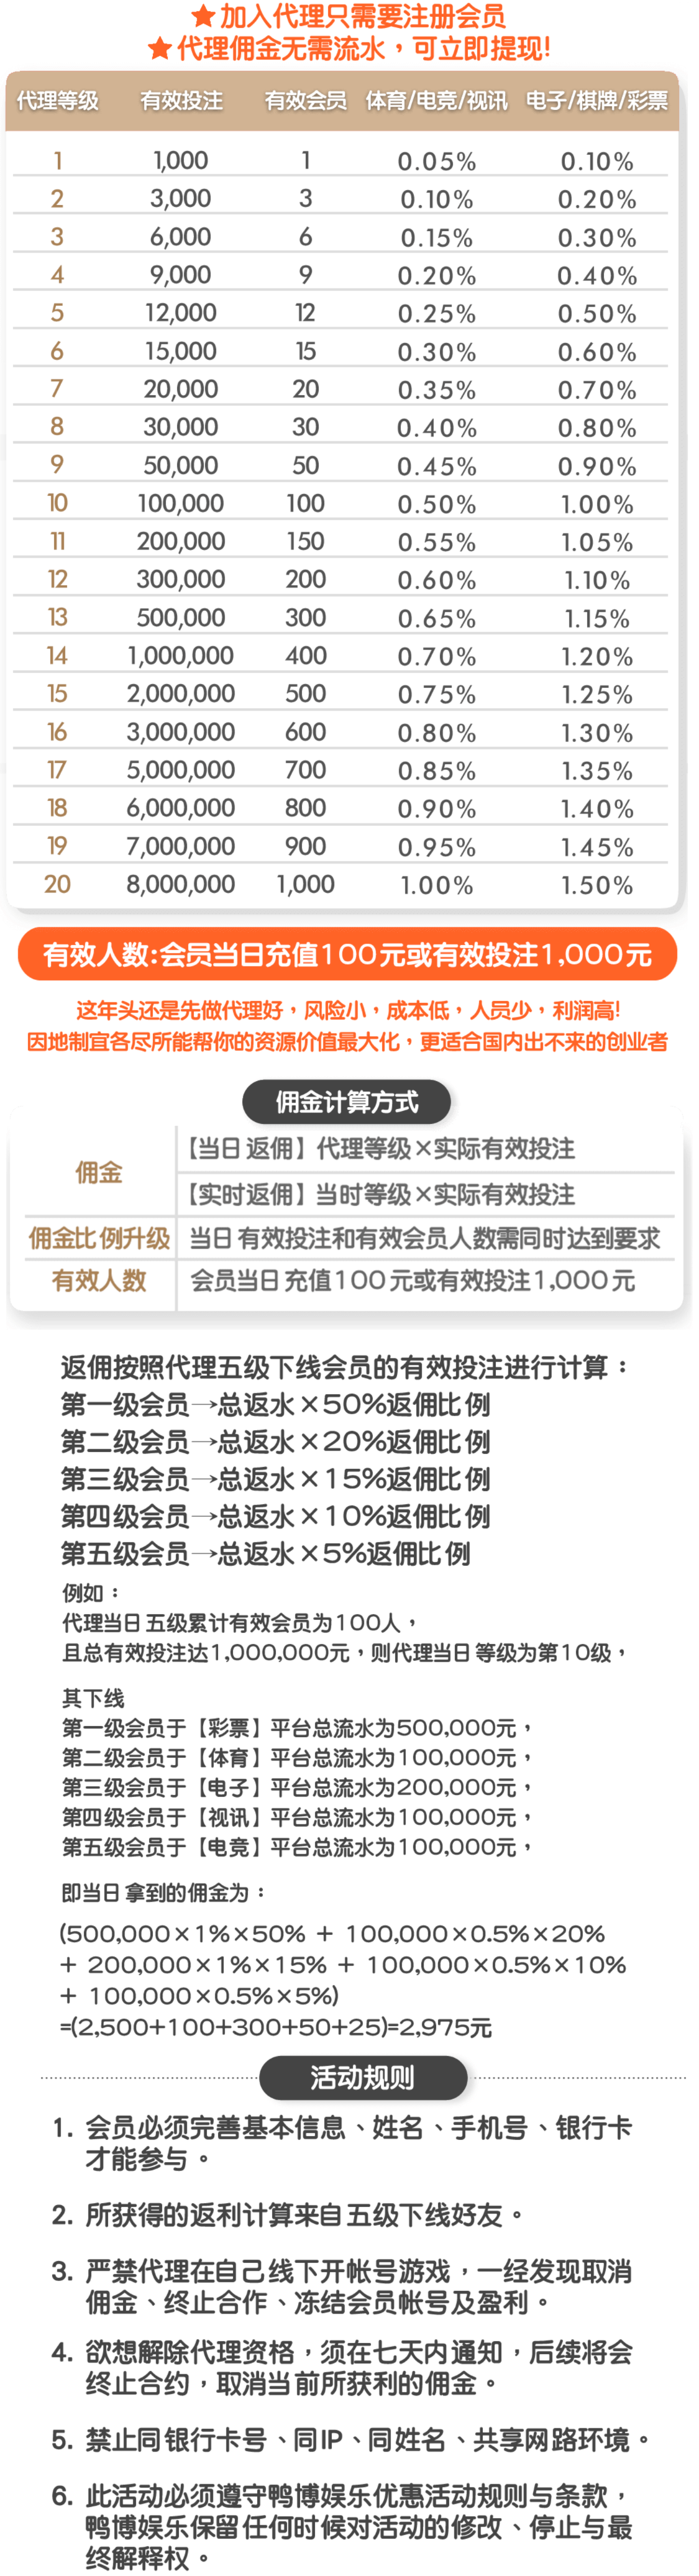 ★加入代理只需要注册会员
★代理佣金无需流水，可立即提现!
代理等级 有效投注 有效会员 体育/电竞/视讯 电子/棋牌/彩票
1 1,000 1 0.05% 0.10%
2 3,000 3 0.10% 0.20%
3 6,000 6 0.15% 0.30%
4 9,000 9 0.20% 0.40%
5 12,000 12 0.25% 0.50%
6 15,000 15 0.30% 0.60%
7 20,000 20 0.35% 0.70%
8 30,000 30 0.40% 0.80%
9 50,000 50 0.45% 0.90%
10 100,000 100 0.50% 1.00%
11 200,000 150 0.55% 1.05%
12 300,000 200 0.60% 1.10%
13 500,000 300 0.65% 1.15%
14 1,000,000 400 0.70% 1.20%
15 2,000,000 500 0.75% 1.25%
16 3,000,000 600 0.80% 1.30%
17 5,000,000 700 0.85% 1.35%
18 6,000,000 800 0.90% 1.40%
19 7,000,000 900 0.95% 1.45%
20 8,000,000 1,000 1.00% 1.50%
有效人数:会员当日充值100元或有效投注1,000元
这年头还是先做代理好，风险小，成本低，人员少，利润高!
因地制宜各尽所能帮你的资源价值最大化，更适合国内出不来的创业者
佣金计算方式
佣金
【当日返佣】代理等级×实际有效投注
【实时返佣】当时等级×实际有效投注
佣金比例升级 当日有效投注和有效会员人数需同时达到要求
有效人数 会员当日充值100元或有效投注1,000元
返佣按照代理五级下线会员的有效投注进行计算：
第一级会员→总返水×50%返佣比例
第二级会员→总返水×20%返佣比例
第三级会员→总返水×15%返佣比例
第四级会员→总返水×10%返佣比例
第五级会员→总返水×5%返佣比例
例如：
代理当日五级累计有效会员为100人，
且总有效投注达1,000,000元，则代理当日等级为第10级，
其下线
第一级会员于【彩票】平台总流水为500,000元，
第二级会员于【体育】平台总流水为100,000元，
第三级会员于【电子】平台总流水为200,000元，
第四级会员于【视讯】平台总流水为100,000元，
第五级会员于【电竞】平台总流水为100,000元，
即当日拿到的佣金为：
(500,000×1%×50% + 100,000×0.5%×20%
+ 200,000×1%×15% + 100,000×0.5%×10%
+ 100,000×0.5%×5%)
=(2,500+100+300+50+25)=2,975元
活动规则
1. 会员必须完善基本信息、姓名、手机号、银行卡
才能参与。
2. 所获得的返利计算来自五级下线好友。
3. 严禁代理在自己线下开帐号游戏，一经发现取消
佣金、终止合作、冻结会员帐号及盈利。
4. 欲想解除代理资格，须在七天内通知，后续将会
终止合约，取消当前所获利的佣金。
5. 禁止同银行卡号、同IP、同姓名、共享网路环境。
6. 此活动必须遵守鸭博娱乐优惠活动规则与条款，
鸭博娱乐保留任何时候对活动的修改、停止与最
终解释权。